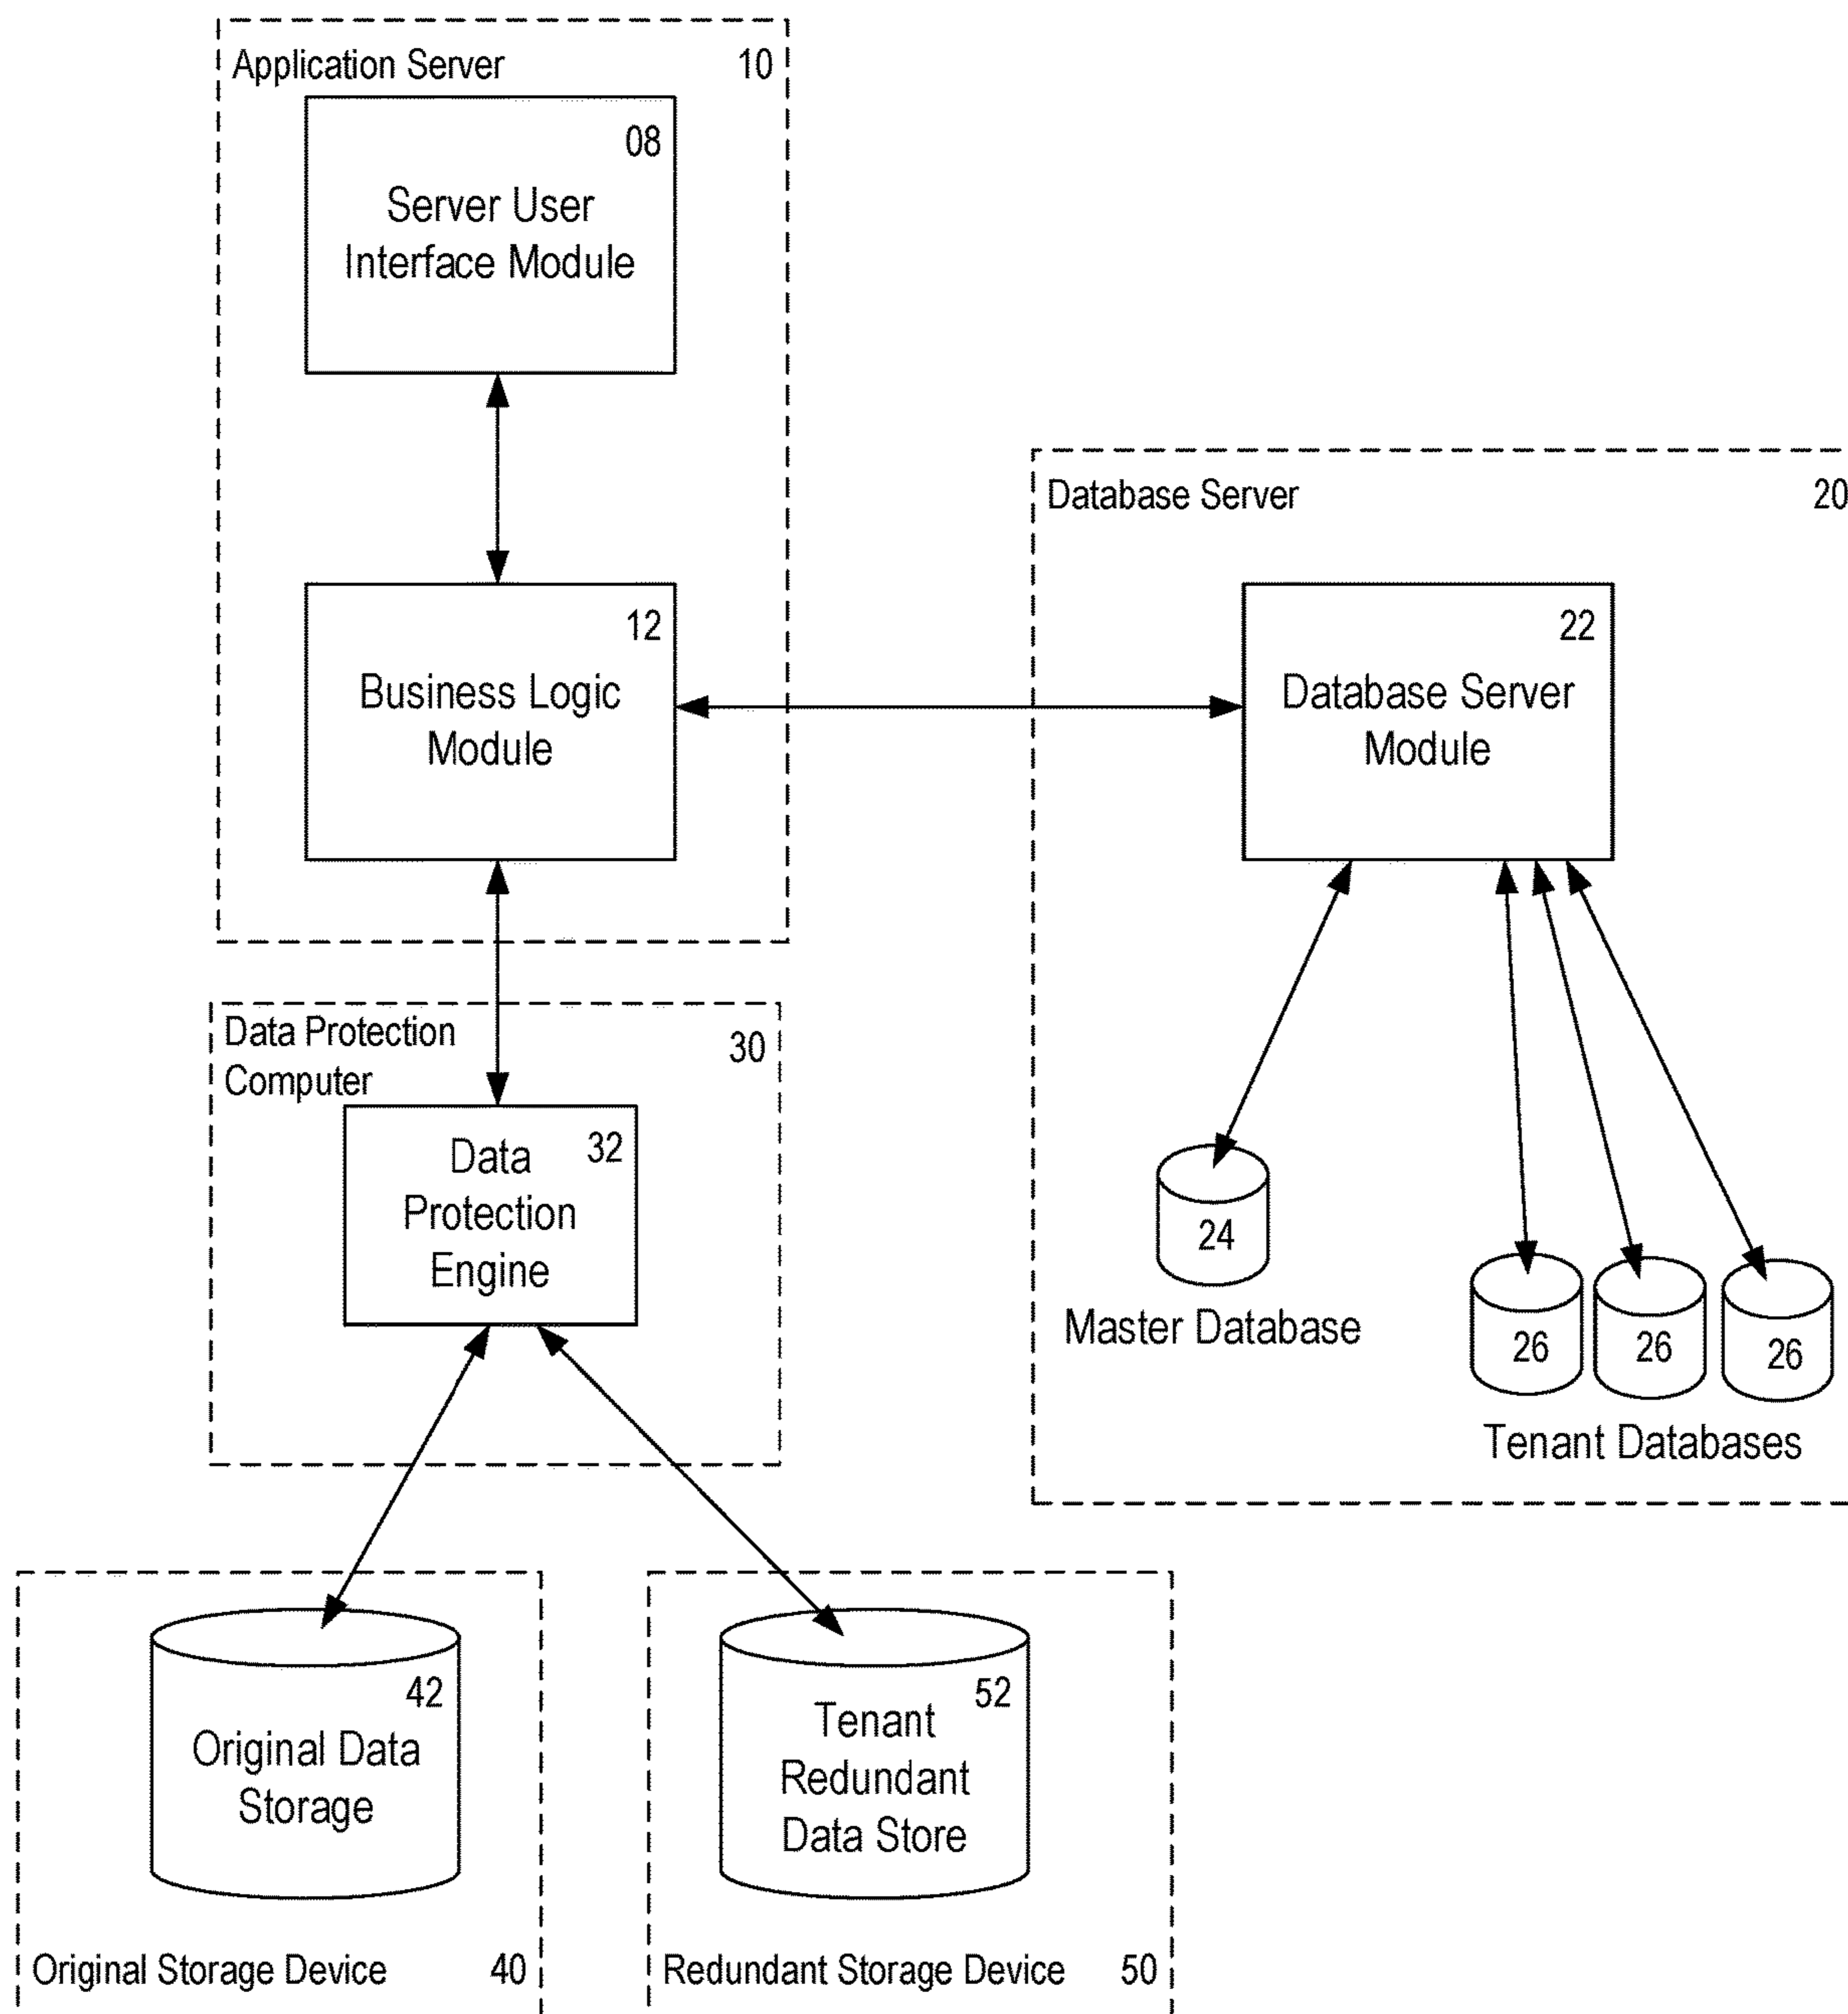 Application Server 10
08
Server User
Interface Module
12
Business Logic
Module
Database Server 20
22
Database Server
Module
24
Master Database
26 26 26
Tenant Databases
Data Protection
Computer
30
Data 32
Protection
Engine
42
Original Data
Storage
Original Storage Device 40
52
Tenant
Redundant
Data Store
Redundant Storage Device 50